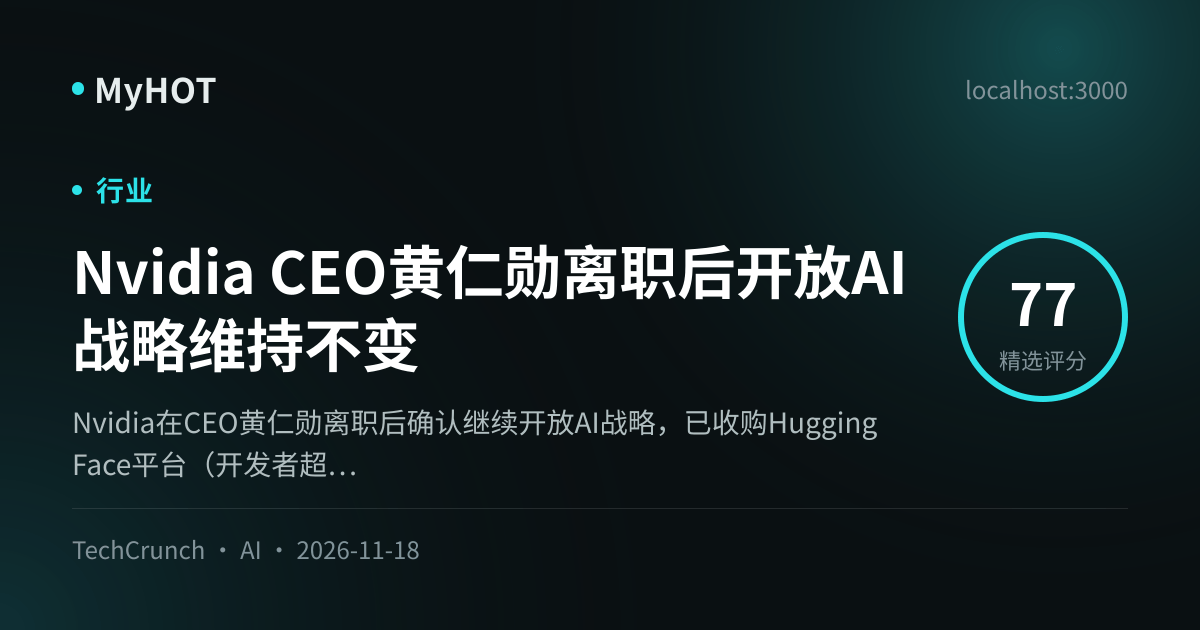 MyHOT
localhost:3000
行业
Nvidia CEO黄仁勋离职后开放AI
战略维持不变
77
精选评分
Nvidia在CEO黄仁勋离职后确认继续开放AI战略，已收购Hugging
Face平台（开发者超…
TechCrunch · AI · 2026-11-18